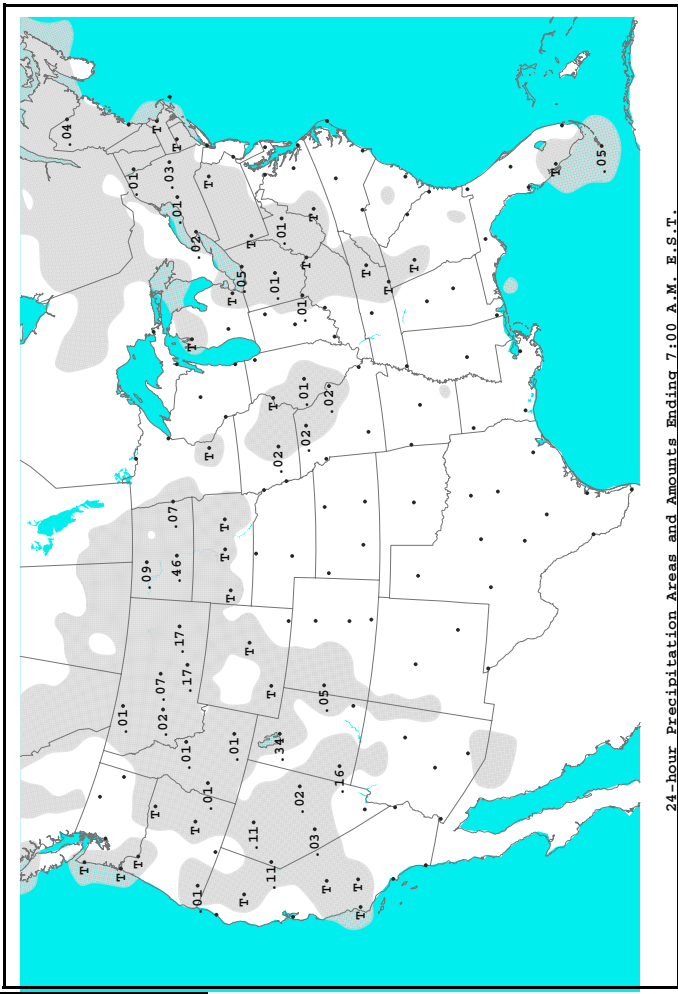 .04
T
T
.01
.01
T
.09
T
T
.07
.02
.03
.07
T
.46
.01
.17
.01
.17
T
T
.02
.01
.01
T
T
T
T
T
T
.01
.05
T
T
T
.11
.11
T
T
.01
.02
.34
.01
.02
.01
.01
T
.02
T
.03
.05
T
.02
.16
T
T
T
T
T
T
.05
24-hour Precipitation Areas and Amounts Ending 7:00 A.M. E.S.T.